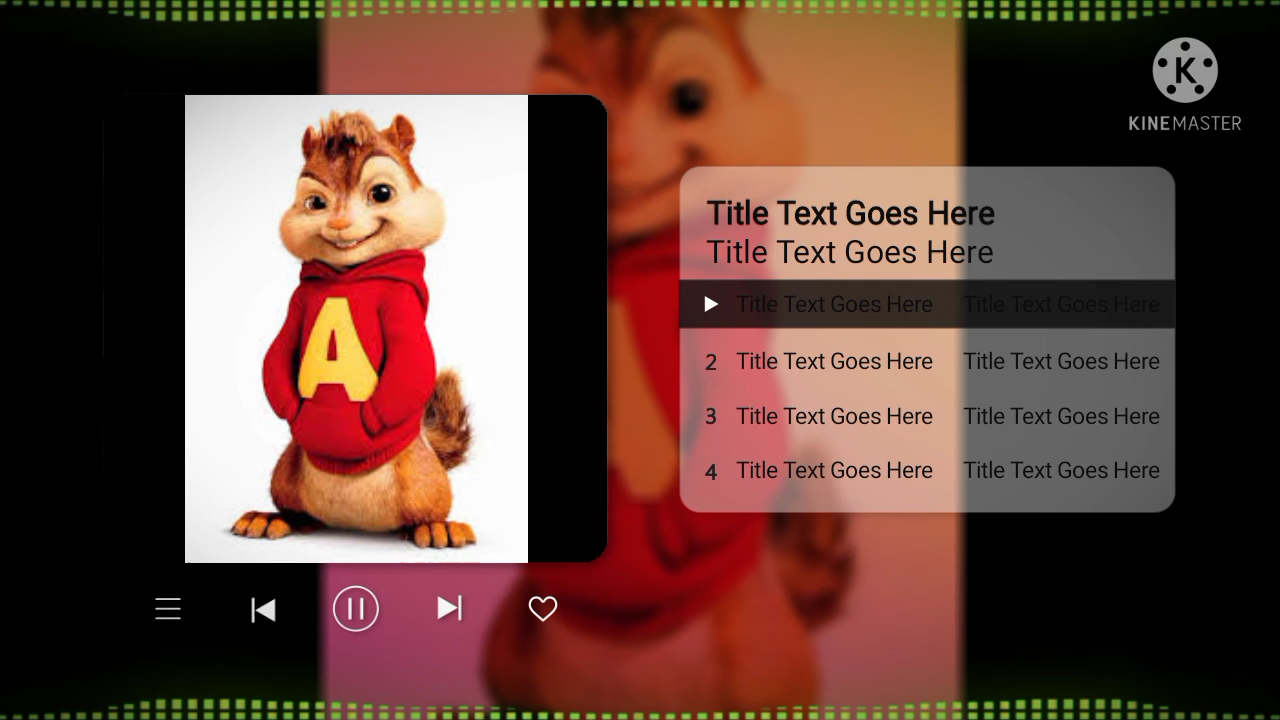 K
KINEMASTER
A
Title Text Goes Here
Title Text Goes Here
Title Text Goes Here Title Text Goes Here
2 Title Text Goes Here Title Text Goes Here
3 Title Text Goes Here Title Text Goes Here
4 Title Text Goes Here Title Text Goes Here